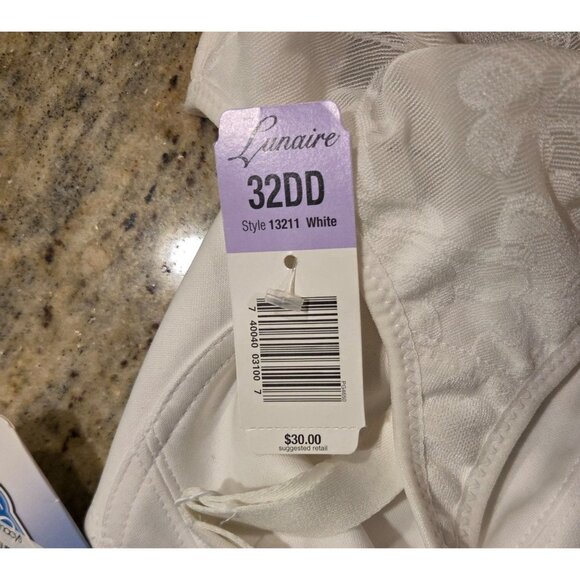 Lunaire
32DD
Style 13211 White
7 40040 03100 7
$30.00
suggested retail